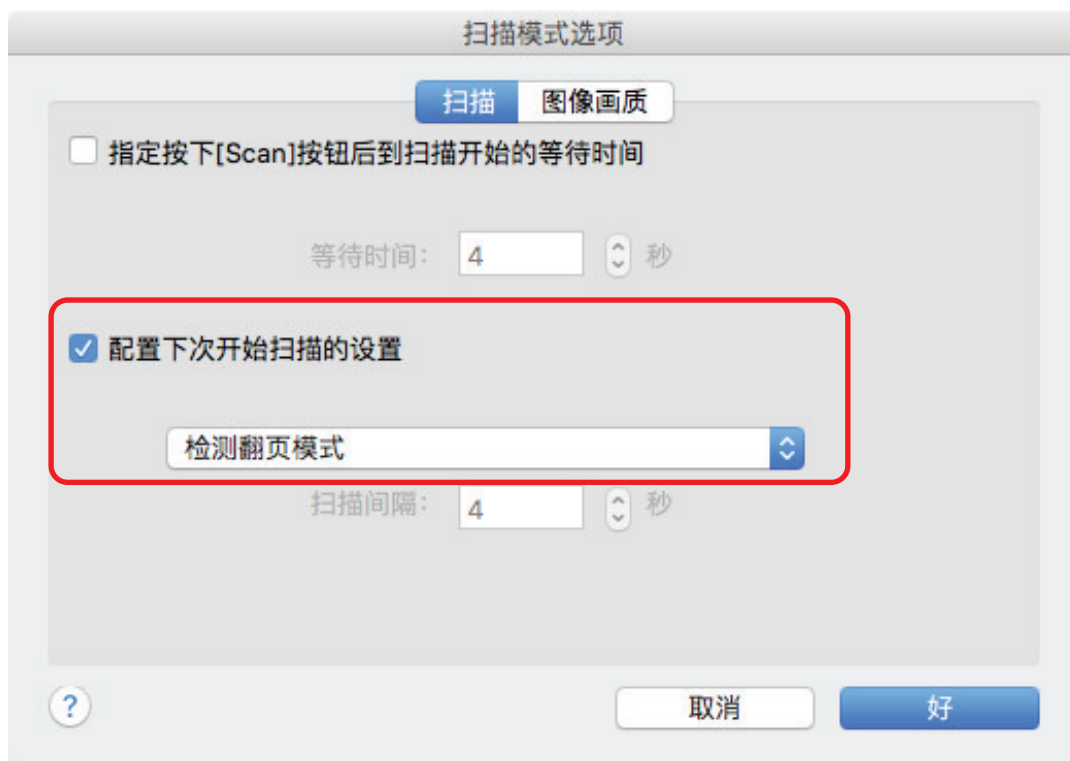 扫描模式选项
扫描 图像画质
指定按下[Scan]按钮后到扫描开始的等待时间
等待时间: 4 秒
配置下次开始扫描的设置
检测翻页模式
扫描间隔: 4 秒
? 取消 好